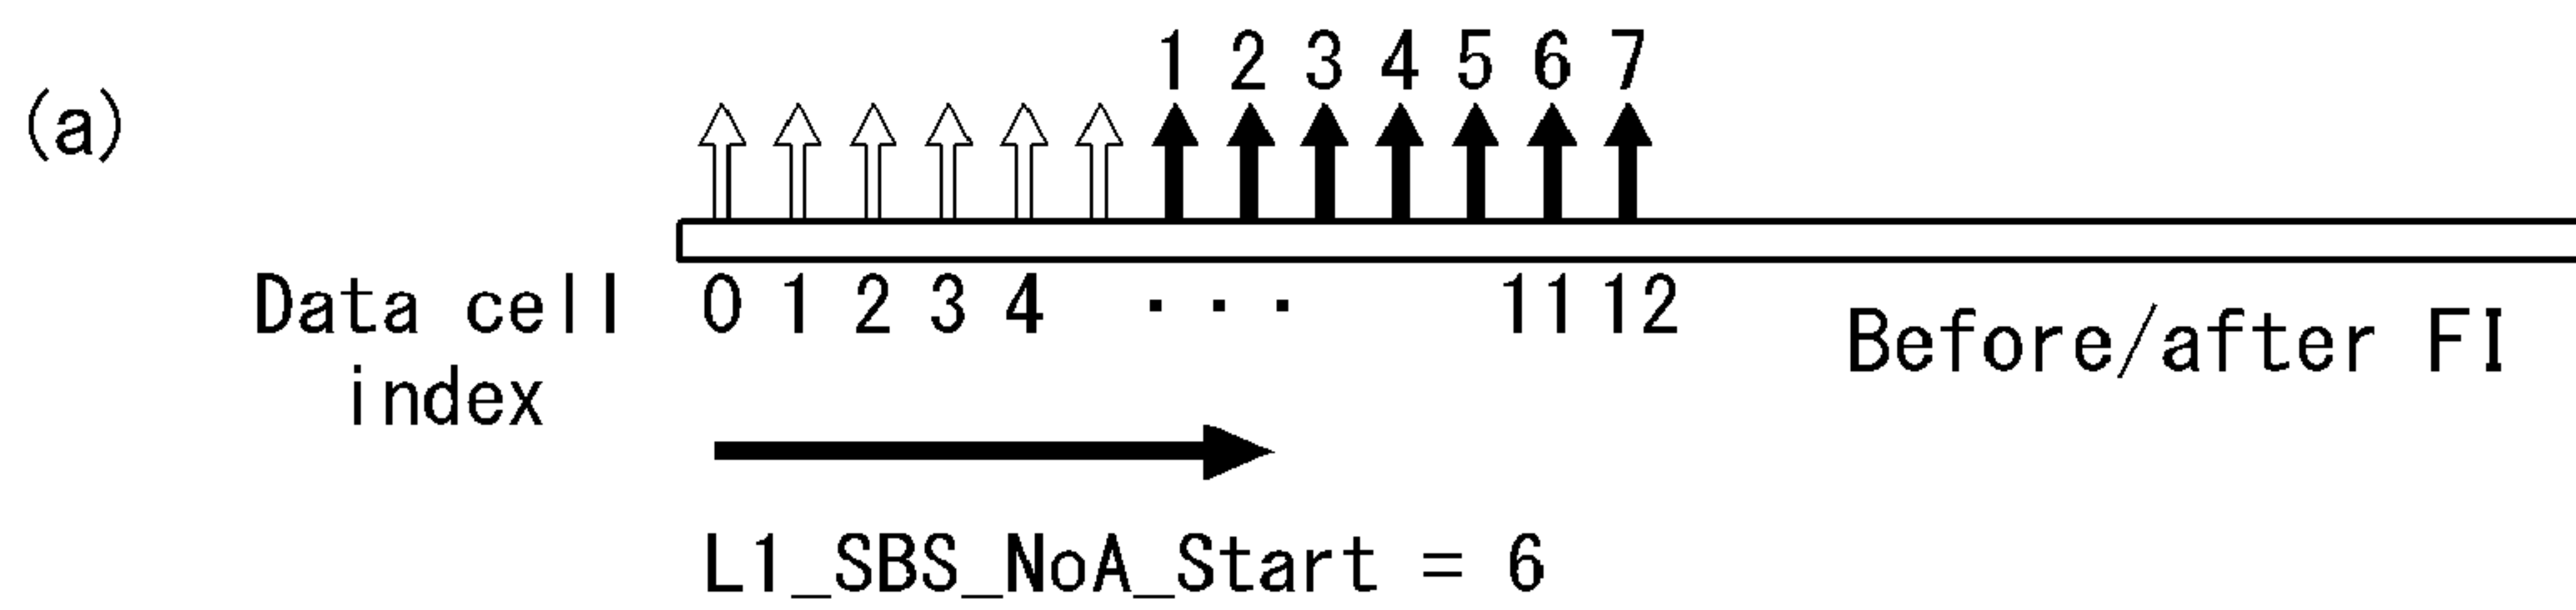 1 2 3 4 5 6 7
(a)
Data cell index
0 1 2 3 4 ... 11 12
Before/after FI
L1_SBS_NoA_Start = 6